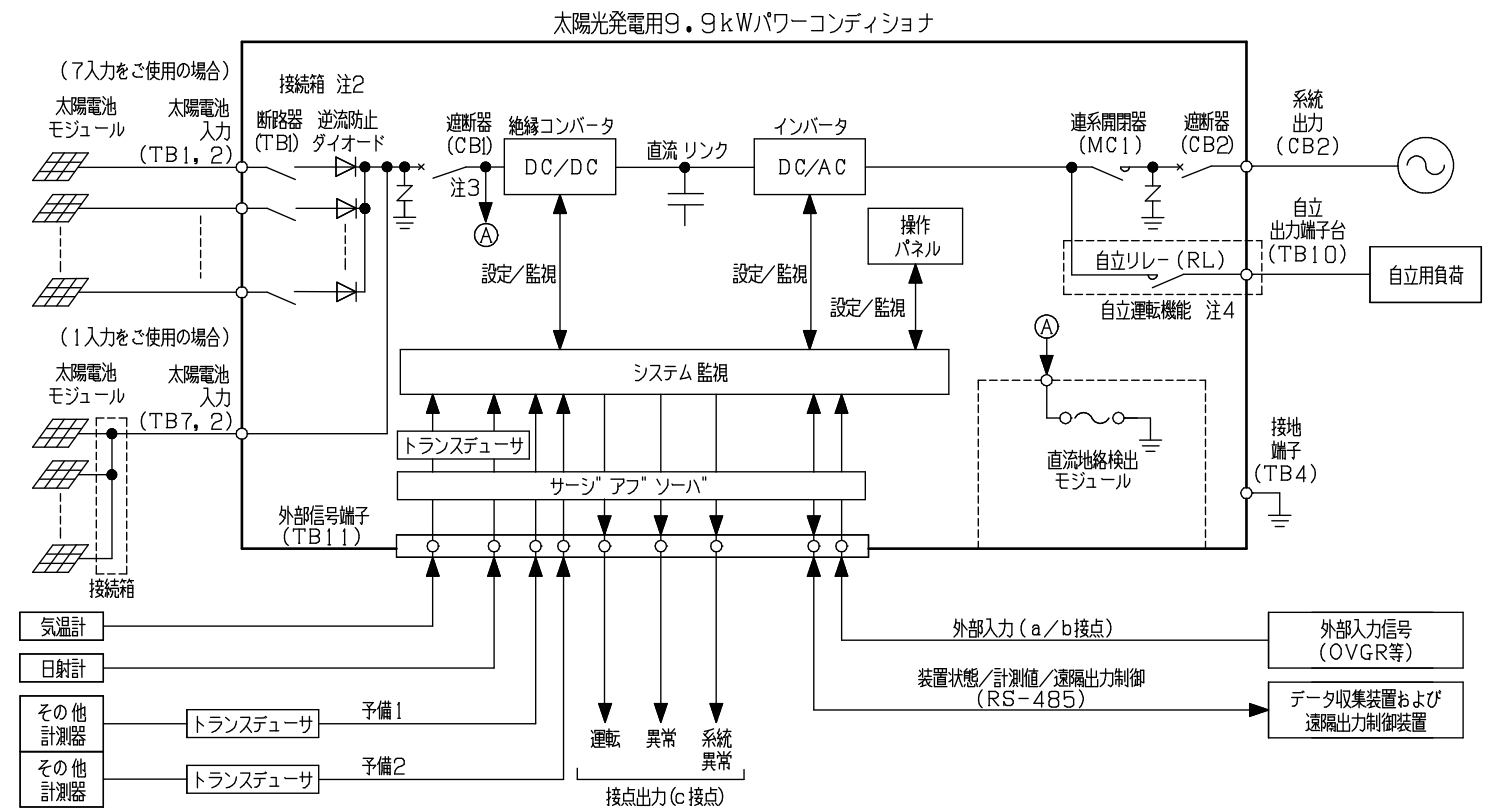 太陽光発電用9.9kWパワーコンディショナ
(7入力をご使用の場合)
太陽電池
モジュール
太陽電池
入力
(TB1,2)
接続箱 注2
断路器
(TB1)
逆流防止
ダイオード
遮断器
(CB1)
注3
A
絶縁コンバータ
DC/DC
直流リンク
インバータ
DC/AC
連系開閉器
(MC1)
遮断器
(CB2)
系統
出力
(CB2)
設定/監視
設定/監視
操作
パネル
設定/監視
自立リレー(RL)
自立運転機能 注4
自立
出力端子台
(TB10)
自立用負荷
(1入力をご使用の場合)
太陽電池
モジュール
太陽電池
入力
(TB7,2)
接続箱
システム監視
トランスデューサ
サージアブソーバ
A
直流地絡検出
モジュール
接地
端子
(TB4)
外部信号端子
(TB11)
気温計
日射計
その他
計測器
トランスデューサ
予備1
その他
計測器
トランスデューサ
予備2
運転
異常
系統
異常
接点出力(c接点)
外部入力(a/b接点)
外部入力信号
(OVGR等)
装置状態/計測値/遠隔出力制御
(RS-485)
データ収集装置および
遠隔出力制御装置